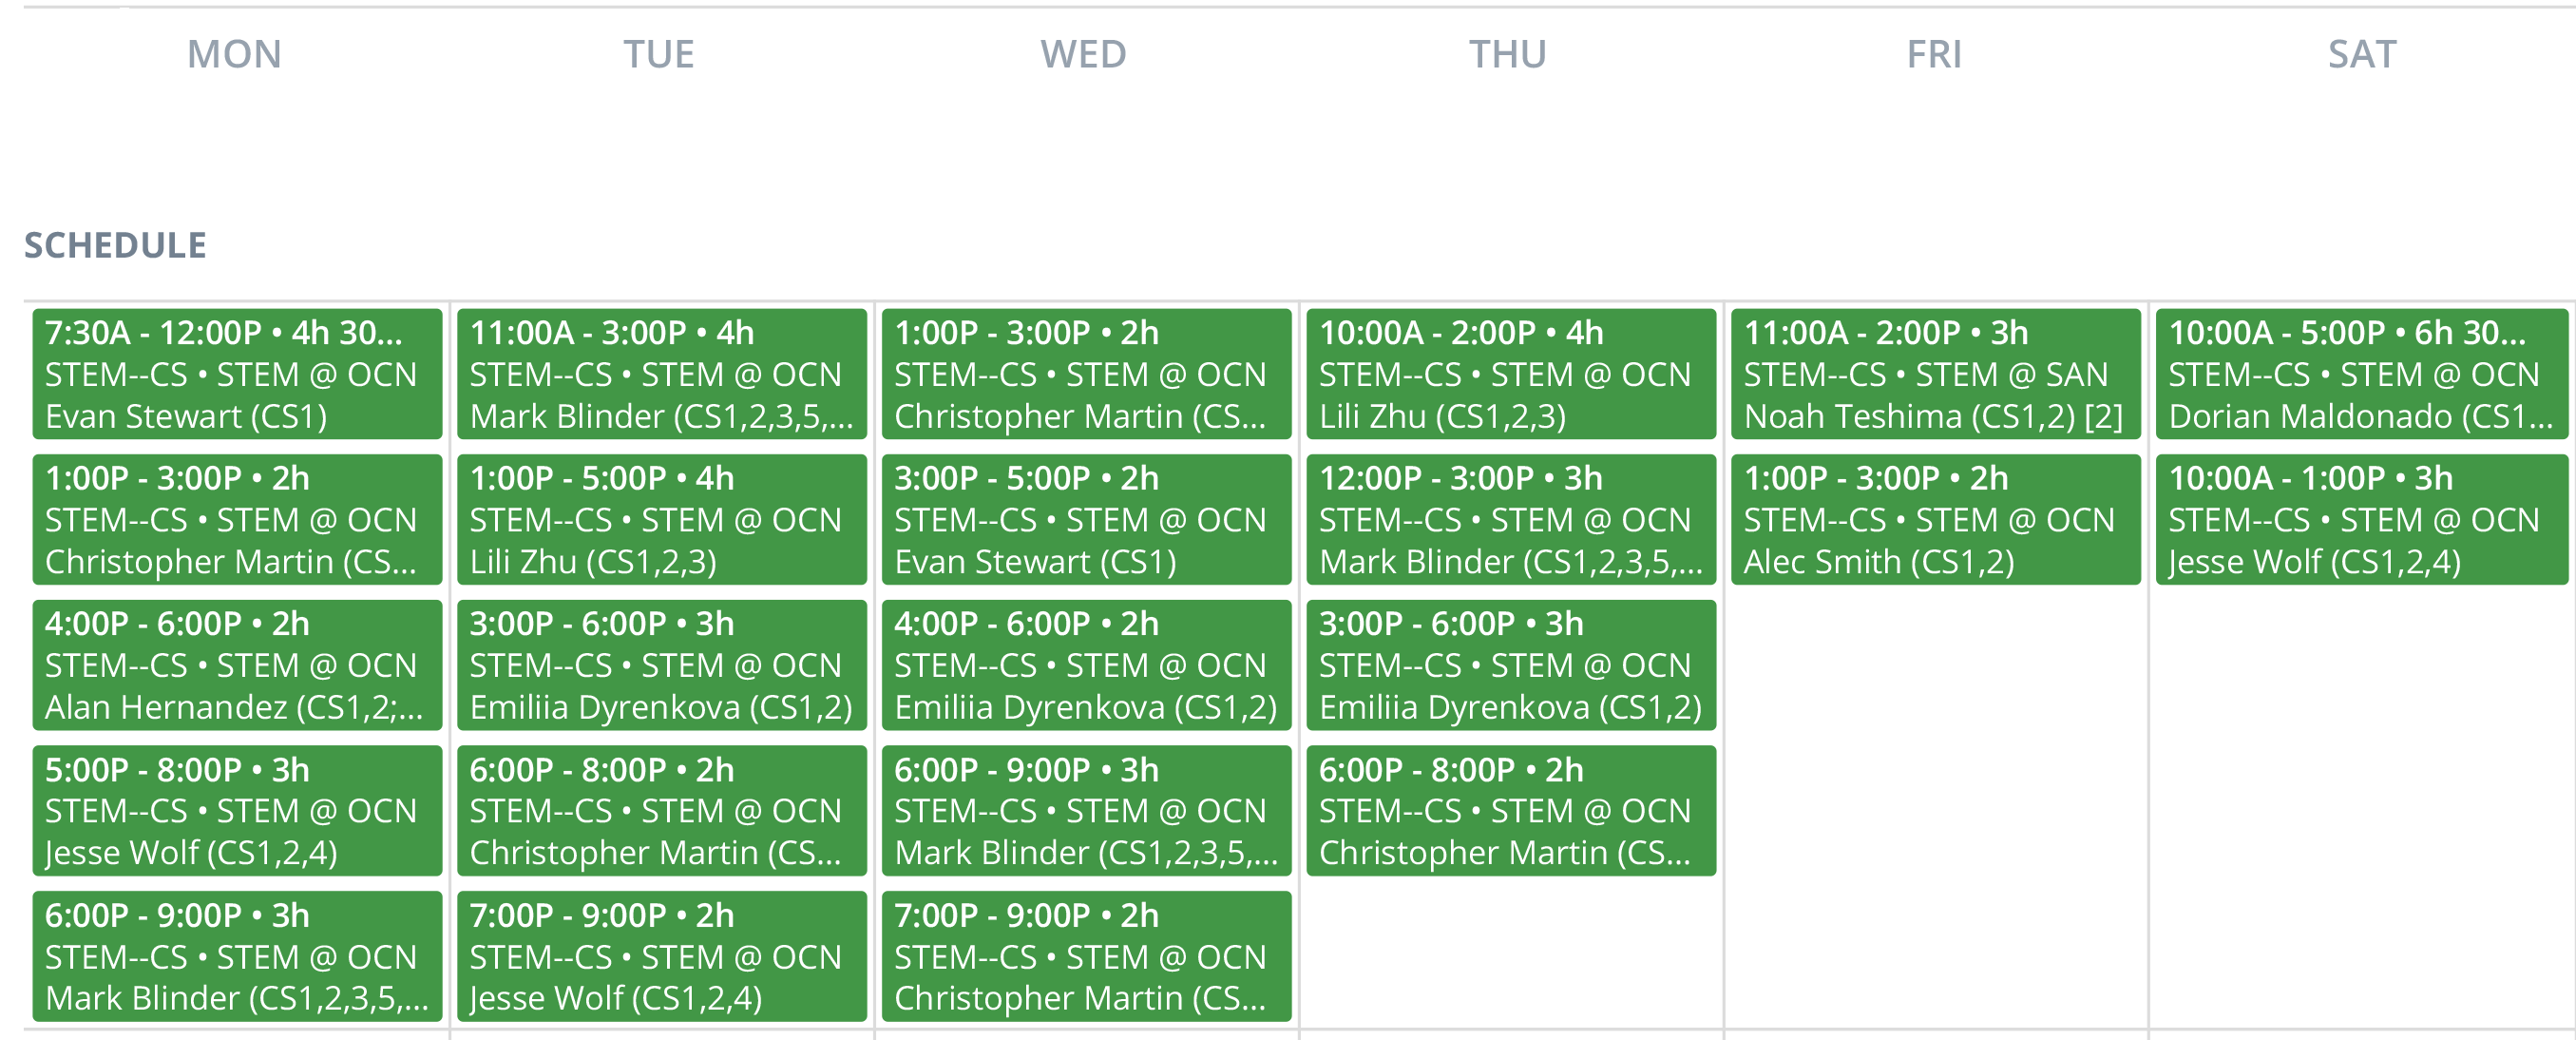 MON TUE WED THU FRI SAT
SCHEDULE
7:30A - 12:00P • 4h 30...
STEM--CS • STEM @ OCN
Evan Stewart (CS1)
1:00P - 3:00P • 2h
STEM--CS • STEM @ OCN
Christopher Martin (CS...
4:00P - 6:00P • 2h
STEM--CS • STEM @ OCN
Alan Hernandez (CS1,2;...
5:00P - 8:00P • 3h
STEM--CS • STEM @ OCN
Jesse Wolf (CS1,2,4)
6:00P - 9:00P • 3h
STEM--CS • STEM @ OCN
Mark Blinder (CS1,2,3,5,...
11:00A - 3:00P • 4h
STEM--CS • STEM @ OCN
Mark Blinder (CS1,2,3,5,...
1:00P - 5:00P • 4h
STEM--CS • STEM @ OCN
Lili Zhu (CS1,2,3)
3:00P - 6:00P • 3h
STEM--CS • STEM @ OCN
Emiliia Dyrenkova (CS1,2)
6:00P - 8:00P • 2h
STEM--CS • STEM @ OCN
Christopher Martin (CS...
7:00P - 9:00P • 2h
STEM--CS • STEM @ OCN
Jesse Wolf (CS1,2,4)
1:00P - 3:00P • 2h
STEM--CS • STEM @ OCN
Christopher Martin (CS...
3:00P - 5:00P • 2h
STEM--CS • STEM @ OCN
Evan Stewart (CS1)
4:00P - 6:00P • 2h
STEM--CS • STEM @ OCN
Emiliia Dyrenkova (CS1,2)
6:00P - 9:00P • 3h
STEM--CS • STEM @ OCN
Mark Blinder (CS1,2,3,5,...
7:00P - 9:00P • 2h
STEM--CS • STEM @ OCN
Christopher Martin (CS...
10:00A - 2:00P • 4h
STEM--CS • STEM @ OCN
Lili Zhu (CS1,2,3)
12:00P - 3:00P • 3h
STEM--CS • STEM @ OCN
Mark Blinder (CS1,2,3,5,...
3:00P - 6:00P • 3h
STEM--CS • STEM @ OCN
Emiliia Dyrenkova (CS1,2)
6:00P - 8:00P • 2h
STEM--CS • STEM @ OCN
Christopher Martin (CS...
11:00A - 2:00P • 3h
STEM--CS • STEM @ SAN
Noah Teshima (CS1,2) [2]
1:00P - 3:00P • 2h
STEM--CS • STEM @ OCN
Alec Smith (CS1,2)
10:00A - 5:00P • 6h 30...
STEM--CS • STEM @ OCN
Dorian Maldonado (CS1...
10:00A - 1:00P • 3h
STEM--CS • STEM @ OCN
Jesse Wolf (CS1,2,4)